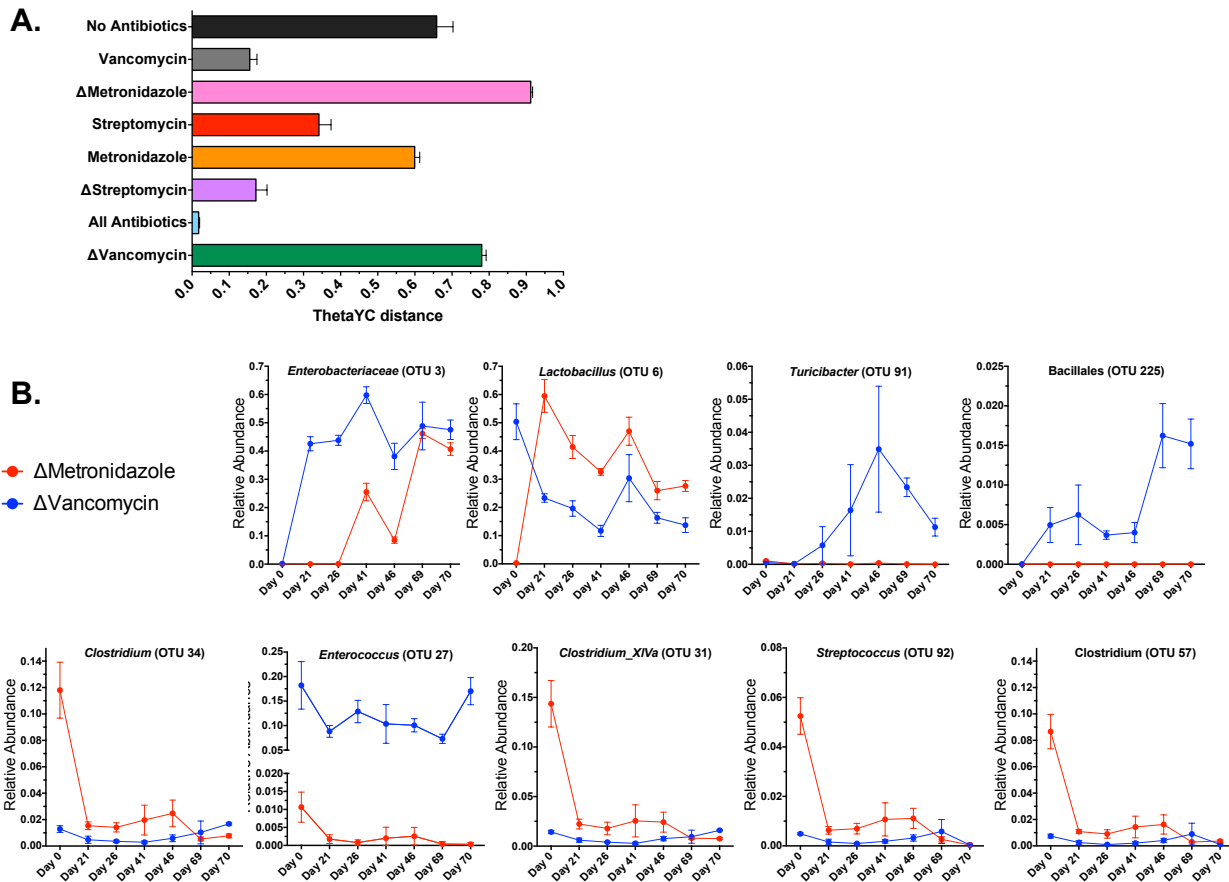 A.
No Antibiotics
Vancomycin
ΔMetronidazole
Streptomycin
Metronidazole
ΔStreptomycin
All Antibiotics
ΔVancomycin
0.0 0.1 0.2 0.3 0.4 0.5 0.6 0.7 0.8 0.9 1.0
ThetaYC distance
B.
ΔMetronidazole
ΔVancomycin
Enterobacteriaceae (OTU 3)
Relative Abundance
0.7
0.6
0.5
0.4
0.3
0.2
0.1
0.0
Day 0 Day 21 Day 26 Day 41 Day 46 Day 69 Day 70
Lactobacillus (OTU 6)
Relative Abundance
0.7
0.6
0.5
0.4
0.3
0.2
0.1
0.0
Day 0 Day 21 Day 26 Day 41 Day 46 Day 69 Day 70
Turicibacter (OTU 91)
Relative Abundance
0.06
0.05
0.04
0.03
0.02
0.01
0.00
Day 0 Day 21 Day 26 Day 41 Day 46 Day 69 Day 70
Bacillales (OTU 225)
Relative Abundance
0.025
0.020
0.015
0.010
0.005
0.000
Day 0 Day 21 Day 26 Day 41 Day 46 Day 69 Day 70
Clostridium (OTU 34)
Relative Abundance
0.14
0.12
0.10
0.08
0.06
0.04
0.02
0.00
Day 0 Day 21 Day 26 Day 41 Day 46 Day 69 Day 70
Enterococcus (OTU 27)
Relative Abundance
0.25
0.20
0.15
0.10
0.05
0.020
0.015
0.010
0.005
0.000
Day 0 Day 21 Day 26 Day 41 Day 46 Day 69 Day 70
Clostridium_XIVa (OTU 31)
Relative Abundance
0.20
0.15
0.10
0.05
0.00
Day 0 Day 21 Day 26 Day 41 Day 46 Day 69 Day 70
Streptococcus (OTU 92)
Relative Abundance
0.08
0.06
0.04
0.02
0.00
Day 0 Day 21 Day 26 Day 41 Day 46 Day 69 Day 70
Clostridium (OTU 57)
Relative Abundance
0.14
0.12
0.10
0.08
0.06
0.04
0.02
0.00
Day 0 Day 21 Day 26 Day 41 Day 46 Day 69 Day 70